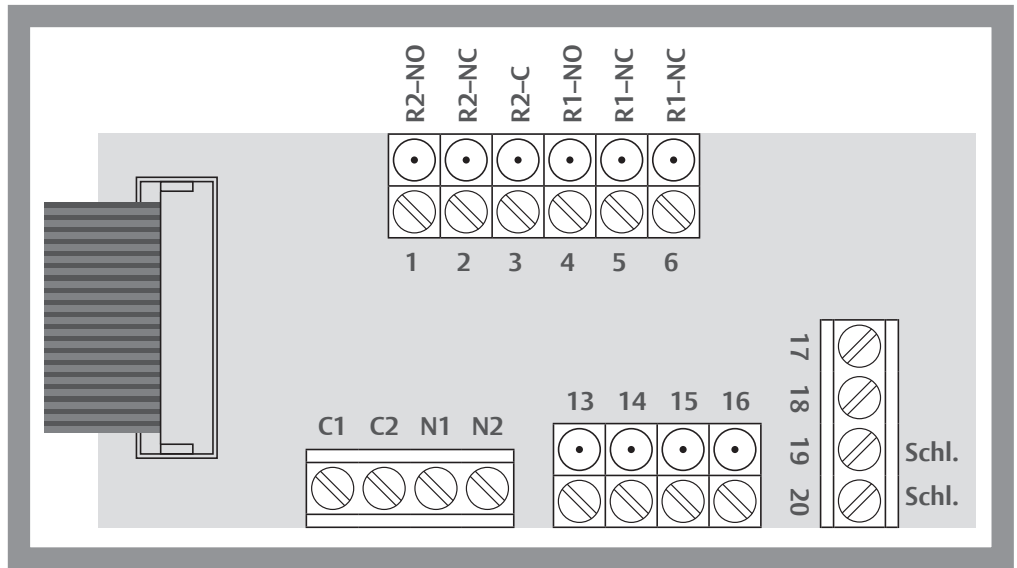 R2–NO R2–NC R2–C R1–NO R1–NC R1–NC
1 2 3 4 5 6
17
18
19 Schl.
20 Schl.
13 14 15 16
C1 C2 N1 N2